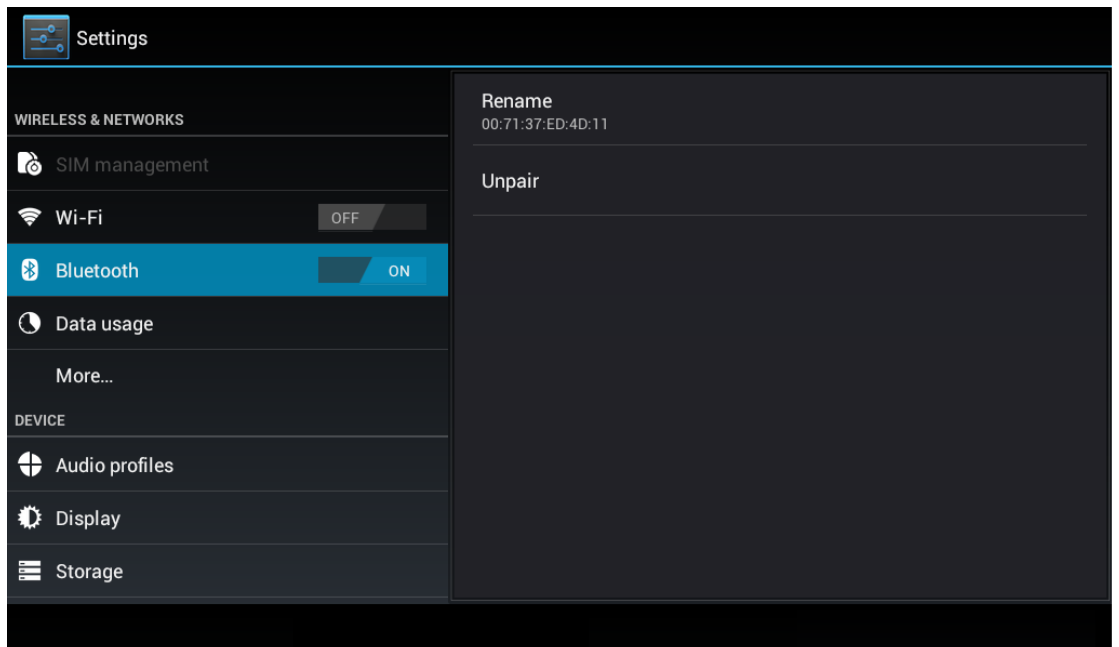 Settings
WIRELESS & NETWORKS
SIM management
Wi-Fi
OFF
Bluetooth
ON
Data usage
More...
DEVICE
Audio profiles
Display
Storage
Rename
00:71:37:ED:4D:11
Unpair